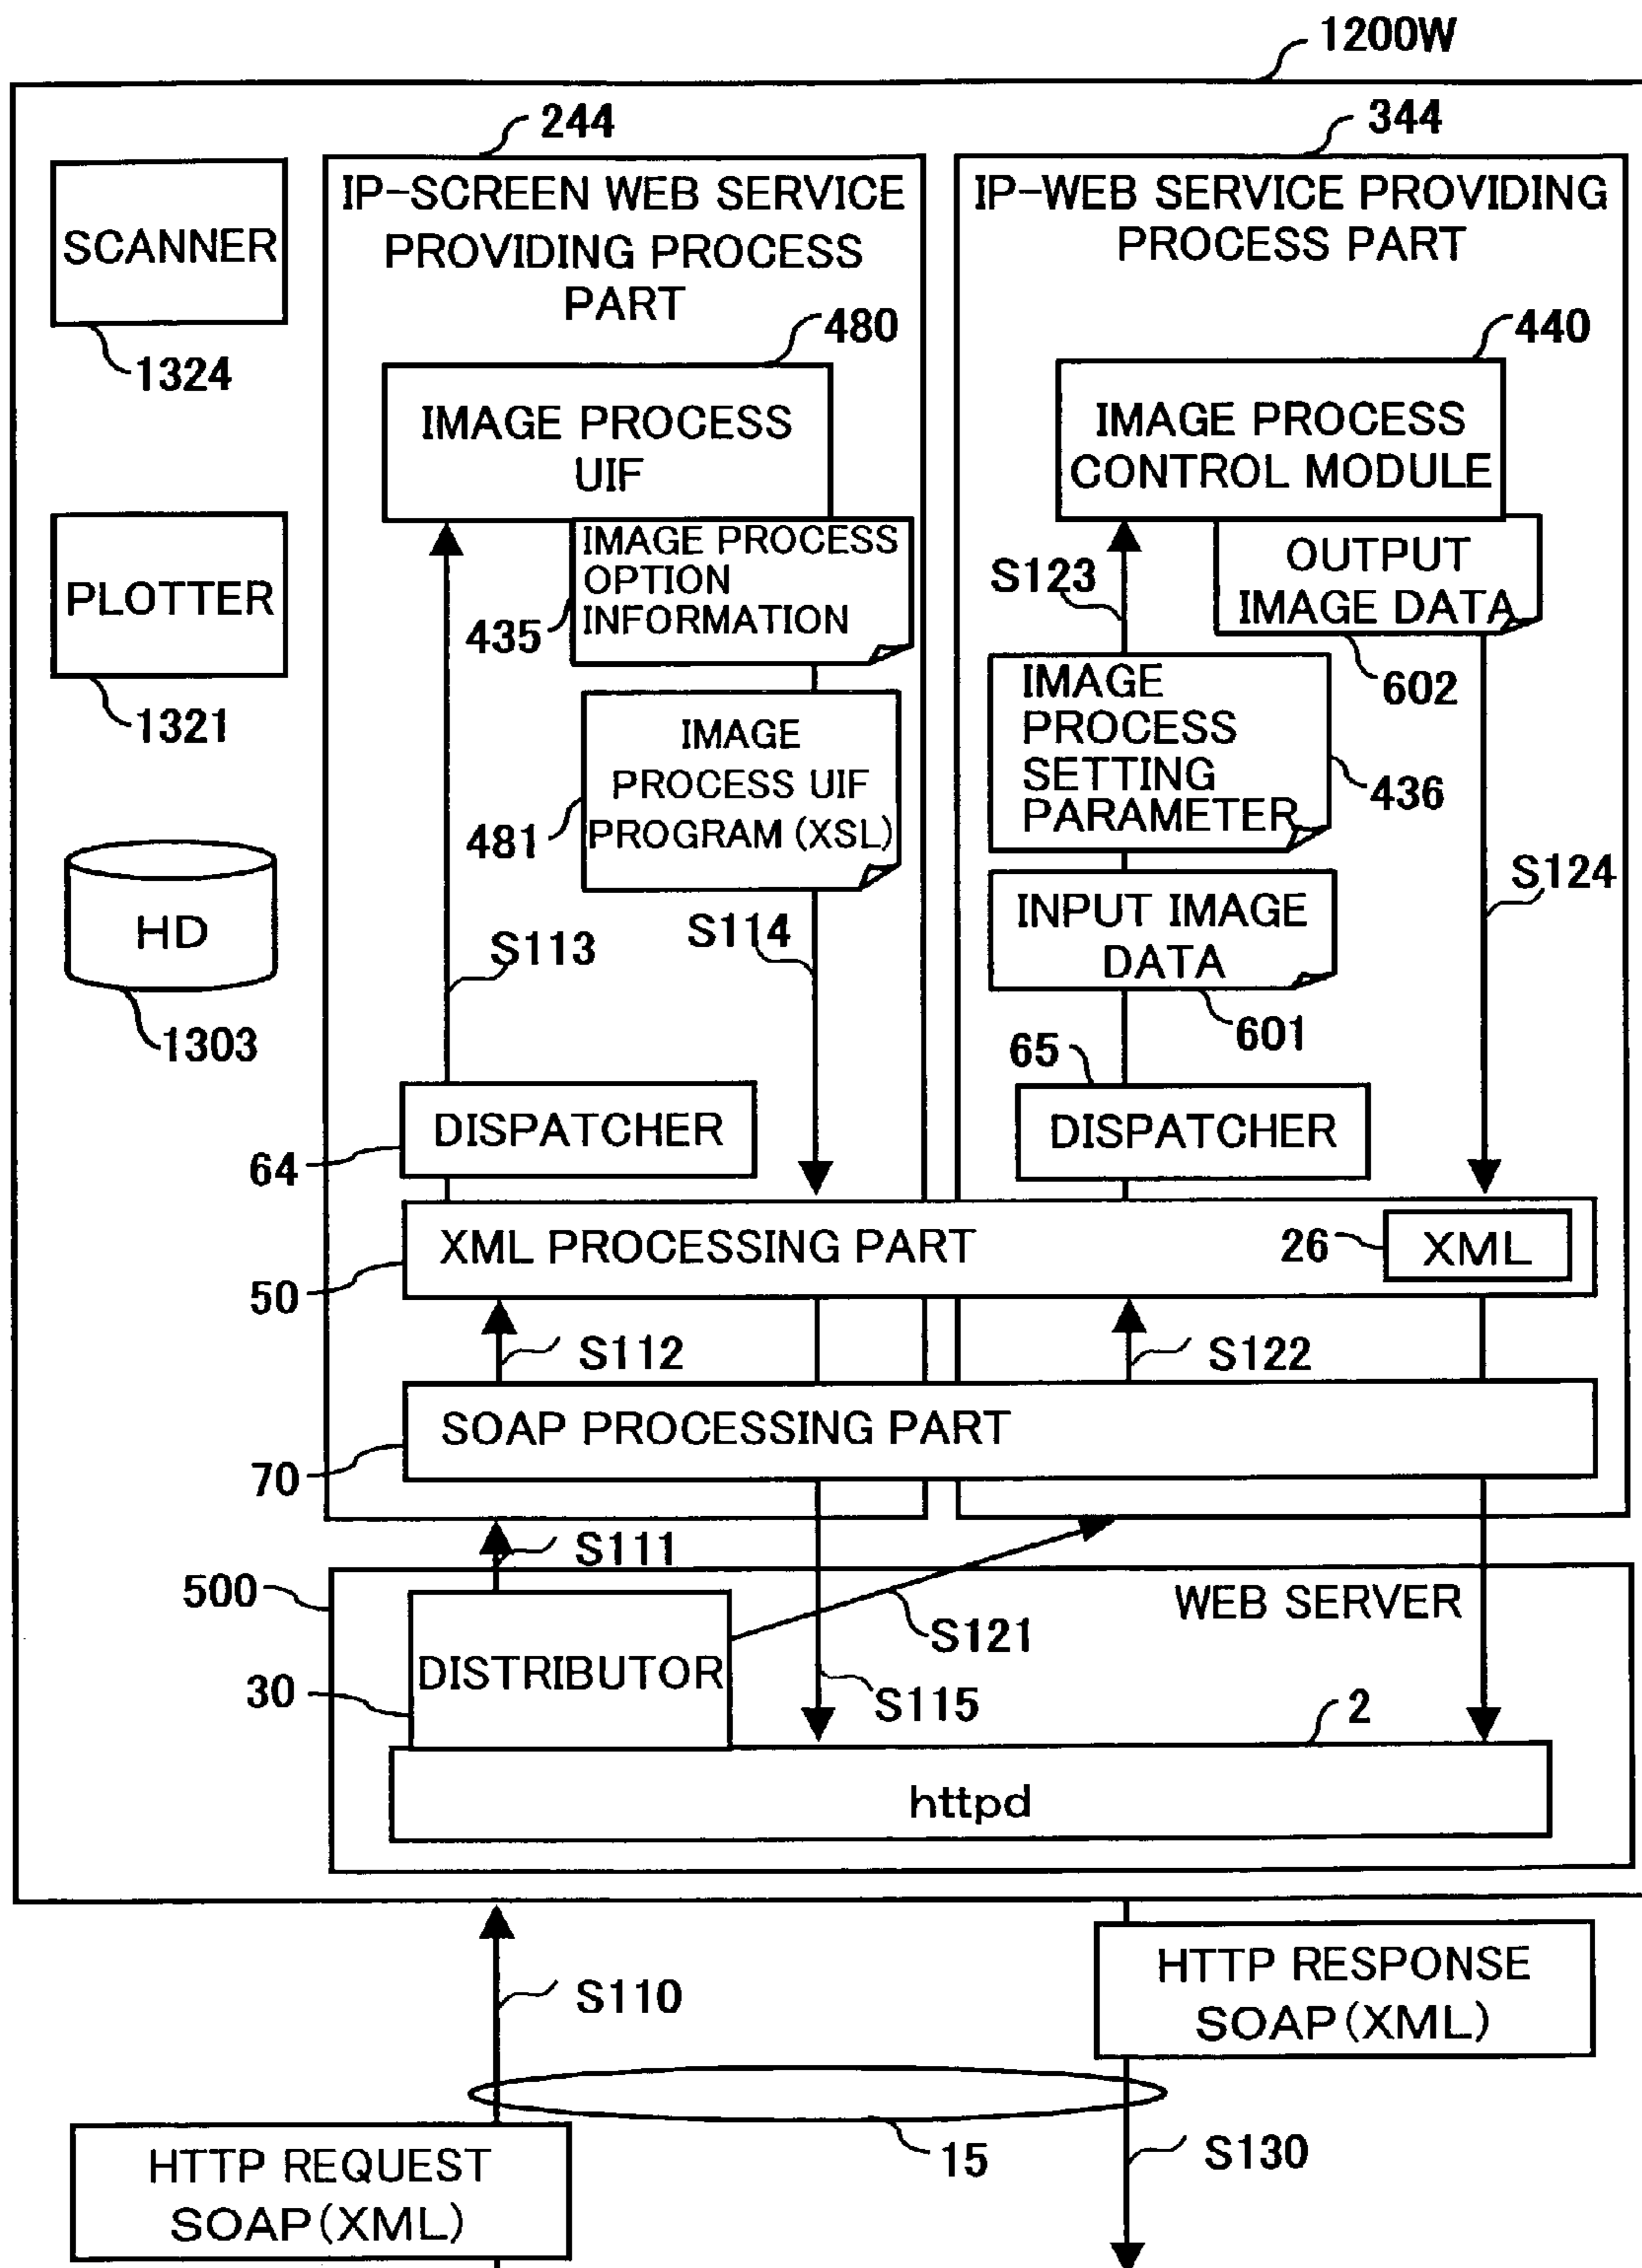 1200W
244
344
SCANNER
1324
PLOTTER
1321
HD
1303
IP-SCREEN WEB SERVICE
PROVIDING PROCESS
PART
480
IMAGE PROCESS
UIF
IMAGE PROCESS
OPTION
INFORMATION
435
IMAGE
PROCESS UIF
PROGRAM (XSL)
481
S113
S114
DISPATCHER
64
IP-WEB SERVICE PROVIDING
PROCESS PART
440
IMAGE PROCESS
CONTROL MODULE
S123
OUTPUT
IMAGE DATA
602
IMAGE
PROCESS
SETTING
PARAMETER
436
S124
INPUT IMAGE
DATA
601
65
DISPATCHER
XML PROCESSING PART
26
XML
50
S112
S122
SOAP PROCESSING PART
70
S111
500
WEB SERVER
S121
DISTRIBUTOR
30
S115
2
httpd
S110
HTTP RESPONSE
SOAP(XML)
15
S130
HTTP REQUEST
SOAP(XML)